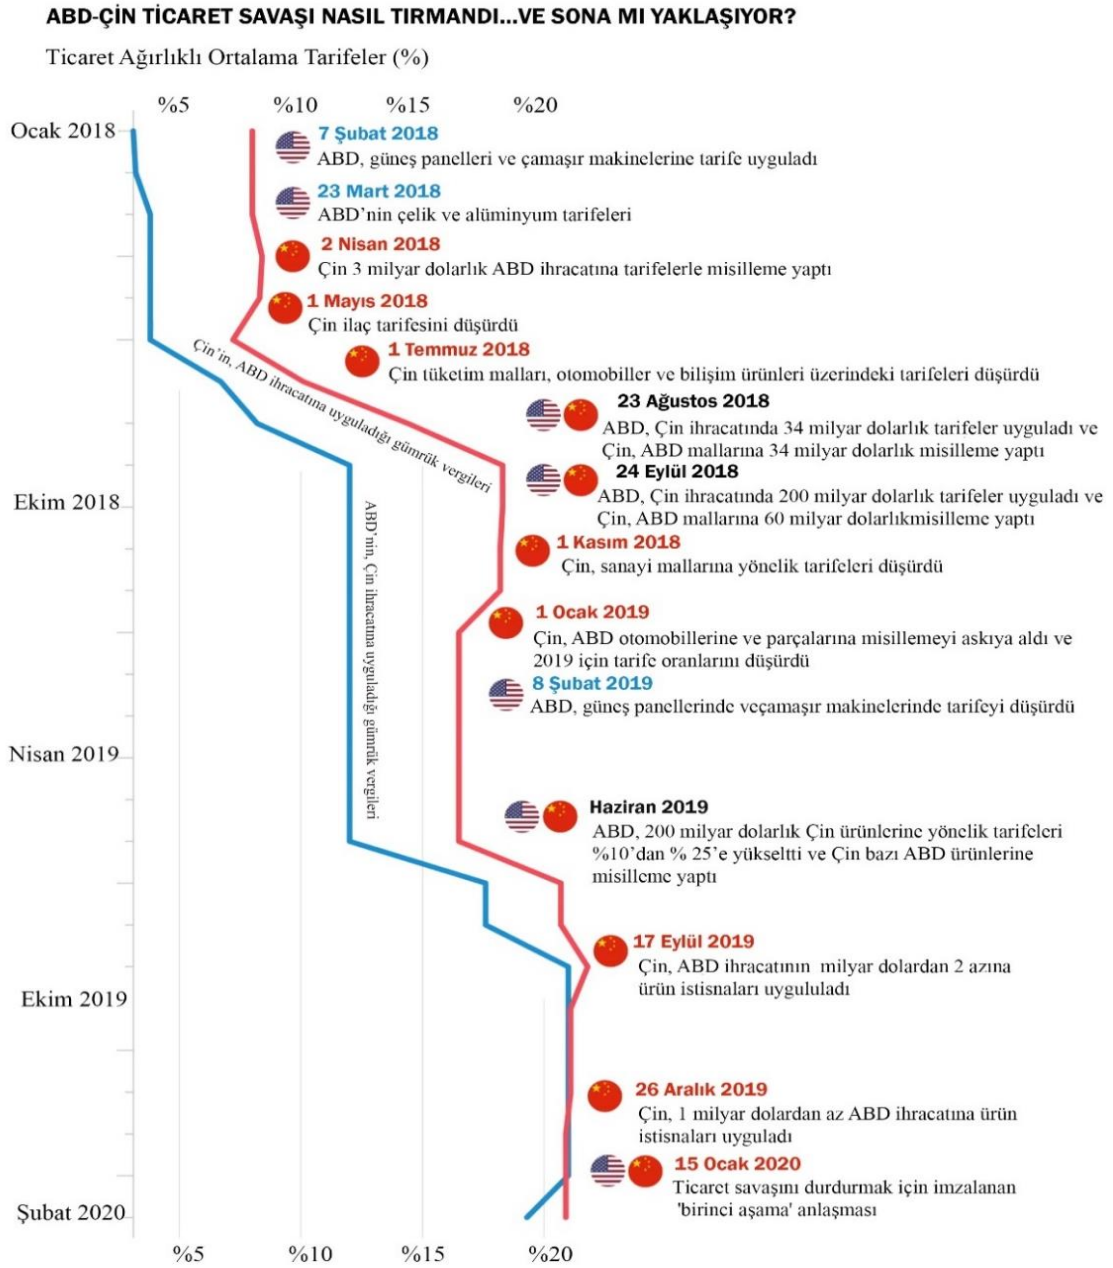 ABD-ÇİN TİCARET SAVAŞI NASIL TIRMANDI...VE SONA MI YAKLAŞIYOR?
Ticaret Ağırlıklı Ortalama Tarifeler (%)
%5 %10 %15 %20
Ocak 2018
7 Şubat 2018
ABD, güneş panelleri ve çamaşır makinelerine tarife uyguladı
23 Mart 2018
ABD'nin çelik ve alüminyum tarifeleri
2 Nisan 2018
Çin 3 milyar dolarlık ABD ihracatına tarifelerle misilleme yaptı
1 Mayıs 2018
Çin ilaç tarifesini düşürdü
1 Temmuz 2018
Çin tüketim malları, otomobiller ve bilişim ürünleri üzerindeki tarifeleri düşürdü
Çin'in, ABD ihracatına uyguladığı gümrük vergileri
23 Ağustos 2018
ABD, Çin ihracatında 34 milyar dolarlık tarifeler uyguladı ve
Çin, ABD mallarına 34 milyar dolarlık misilleme yaptı
24 Eylül 2018
ABD, Çin ihracatında 200 milyar dolarlık tarifeler uyguladı ve
Çin, ABD mallarına 60 milyar dolarlıkmisilleme yaptı
Ekim 2018
ABD'nin, Çin ihracatına uyguladığı gümrük vergileri
1 Kasım 2018
Çin, sanayi mallarına yönelik tarifeleri düşürdü
1 Ocak 2019
Çin, ABD otomobillerine ve parçalarına misillemeyi askıya aldı ve
2019 için tarife oranlarını düşürdü
8 Şubat 2019
ABD, güneş panellerinde veçamaşır makinelerinde tarifeyi düşürdü
Nisan 2019
Haziran 2019
ABD, 200 milyar dolarlık Çin ürünlerine yönelik tarifeleri
%10'dan % 25'e yükseltti ve Çin bazı ABD ürünlerine
misilleme yaptı
17 Eylül 2019
Çin, ABD ihracatının milyar dolardan 2 azına
ürün istisnaları uygululadı
Ekim 2019
26 Aralık 2019
Çin, 1 milyar dolardan az ABD ihracatına ürün
istisnaları uyguladı
15 Ocak 2020
Ticaret savaşını durdurmak için imzalanan
'birinci aşama' anlaşması
Şubat 2020
%5 %10 %15 %20